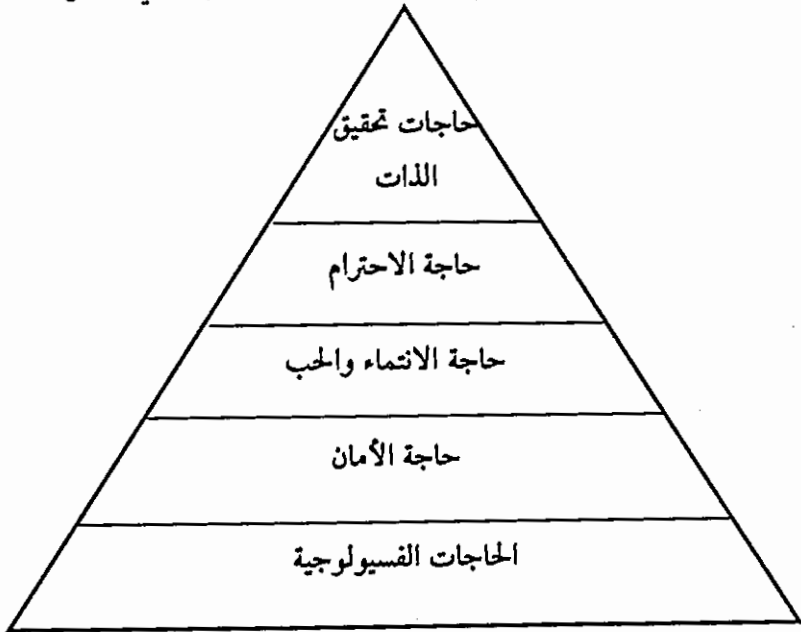 حاجات تحقيق
الذات
حاجة الاحترام
حاجة الانتماء والحب
حاجة الأمان
الحاجات الفسيولوجية